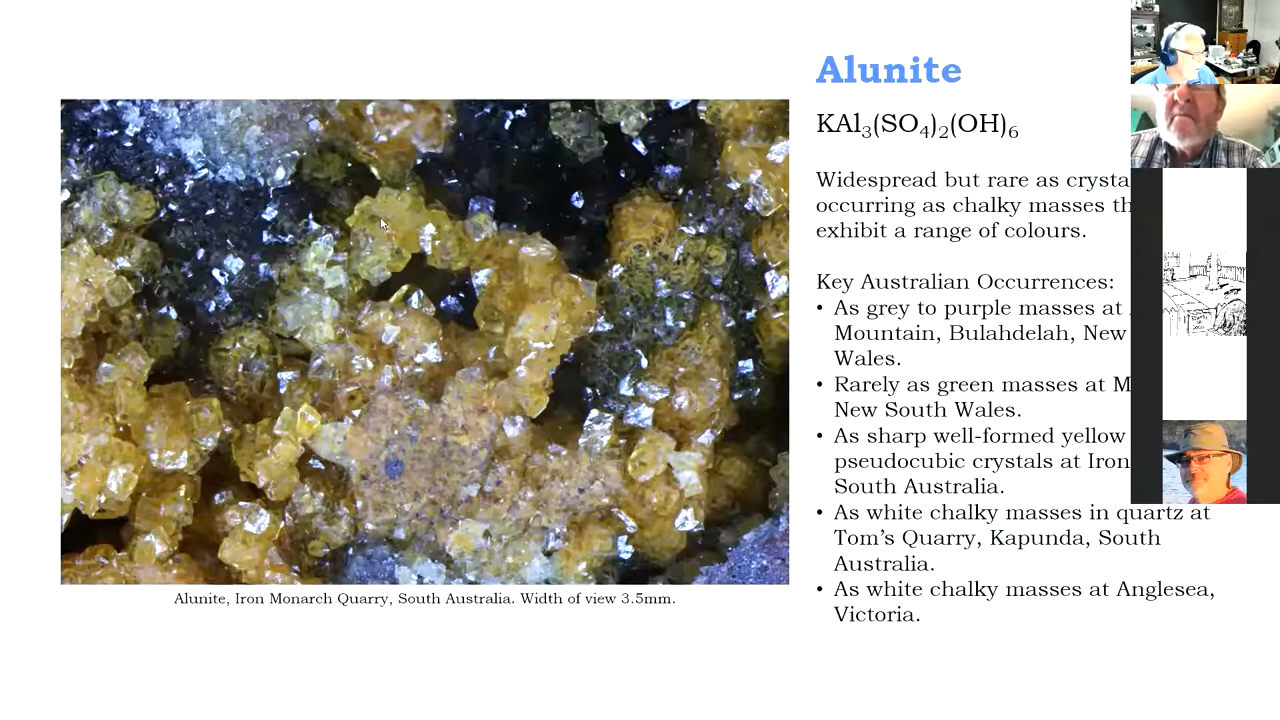 Alunite
KAl₃(SO₄)₂(OH)₆
Widespread but rare as
occurring as chalky masses
exhibit a range of colours.
Key Australian Occurrences:
• As grey to purple masses at
Mountain, Bulahdelah, New
Wales.
• Rarely as green masses at
New South Wales.
• As sharp well-formed yellow
pseudocubic crystals at Iron
South Australia.
• As white chalky masses in quartz at
Tom’s Quarry, Kapunda, South
Australia.
• As white chalky masses at Anglesea,
Victoria.
Alunite, Iron Monarch Quarry, South Australia. Width of view 3.5mm.